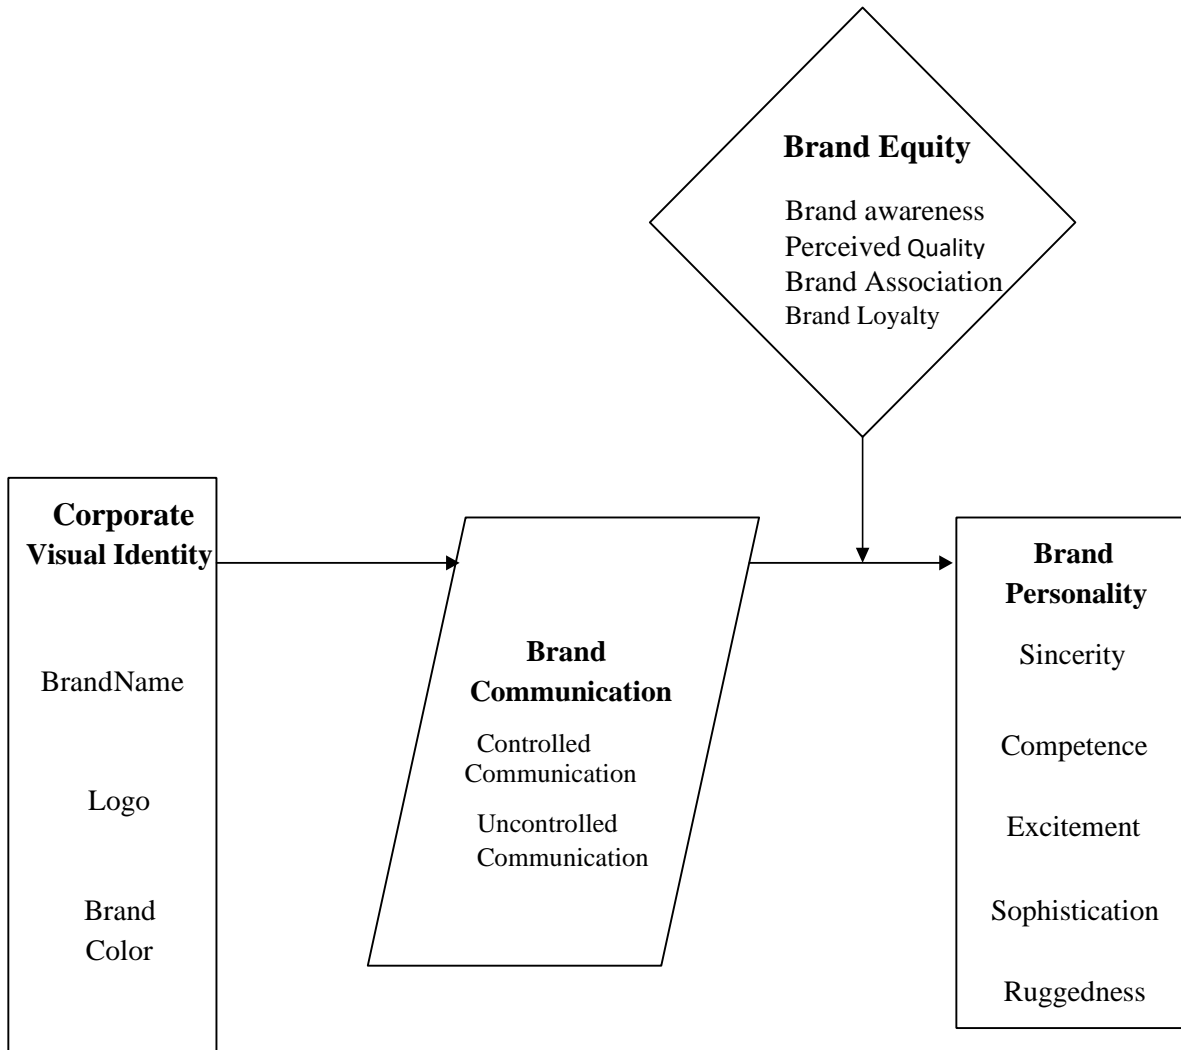 Brand Equity
Brand awareness
Perceived Quality
Brand Association
Brand Loyalty
Corporate
Visual Identity
BrandName
Logo
Brand
Color
Brand
Communication
Controlled
Communication
Uncontrolled
Communication
Brand
Personality
Sincerity
Competence
Excitement
Sophistication
Ruggedness